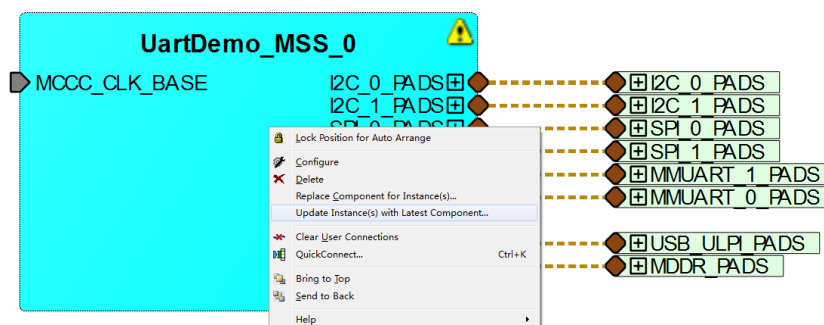 UartDemo_MSS_0
MCCC_CLK_BASE
I2C_0_PADS
I2C_0_PADS
I2C_1_PADS
I2C_1_PADS
SPI_0_PADS
SPI_0_PADS
SPI_1_PADS
MMUART_1_PADS
MMUART_0_PADS
USB_ULPI_PADS
MDDR_PADS
Lock Position for Auto Arrange
Configure
Delete
Replace Component for Instance(s)...
Update Instance(s) with Latest Component...
Clear User Connections
QuickConnect... Ctrl+K
Bring to Top
Send to Back
Help